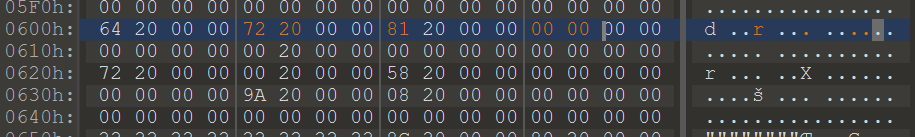 05F0h: 00 00 00 00 00 00 00 00 00 00 00 00 00 00 00 00 ................
0600h: 64 20 00 00 72 20 00 00 81 20 00 00 00 00 00 00 d ..r ... ......
0610h: 00 00 00 00 00 20 00 00 00 00 00 00 00 00 00 00 ..... ..........
0620h: 72 20 00 00 00 20 00 00 58 20 00 00 00 00 00 00 r ... ..X ......
0630h: 00 00 00 00 9A 20 00 00 08 20 00 00 00 00 00 00 ....š ... ......
0640h: 00 00 00 00 00 00 00 00 00 00 00 00 00 00 00 00 ................